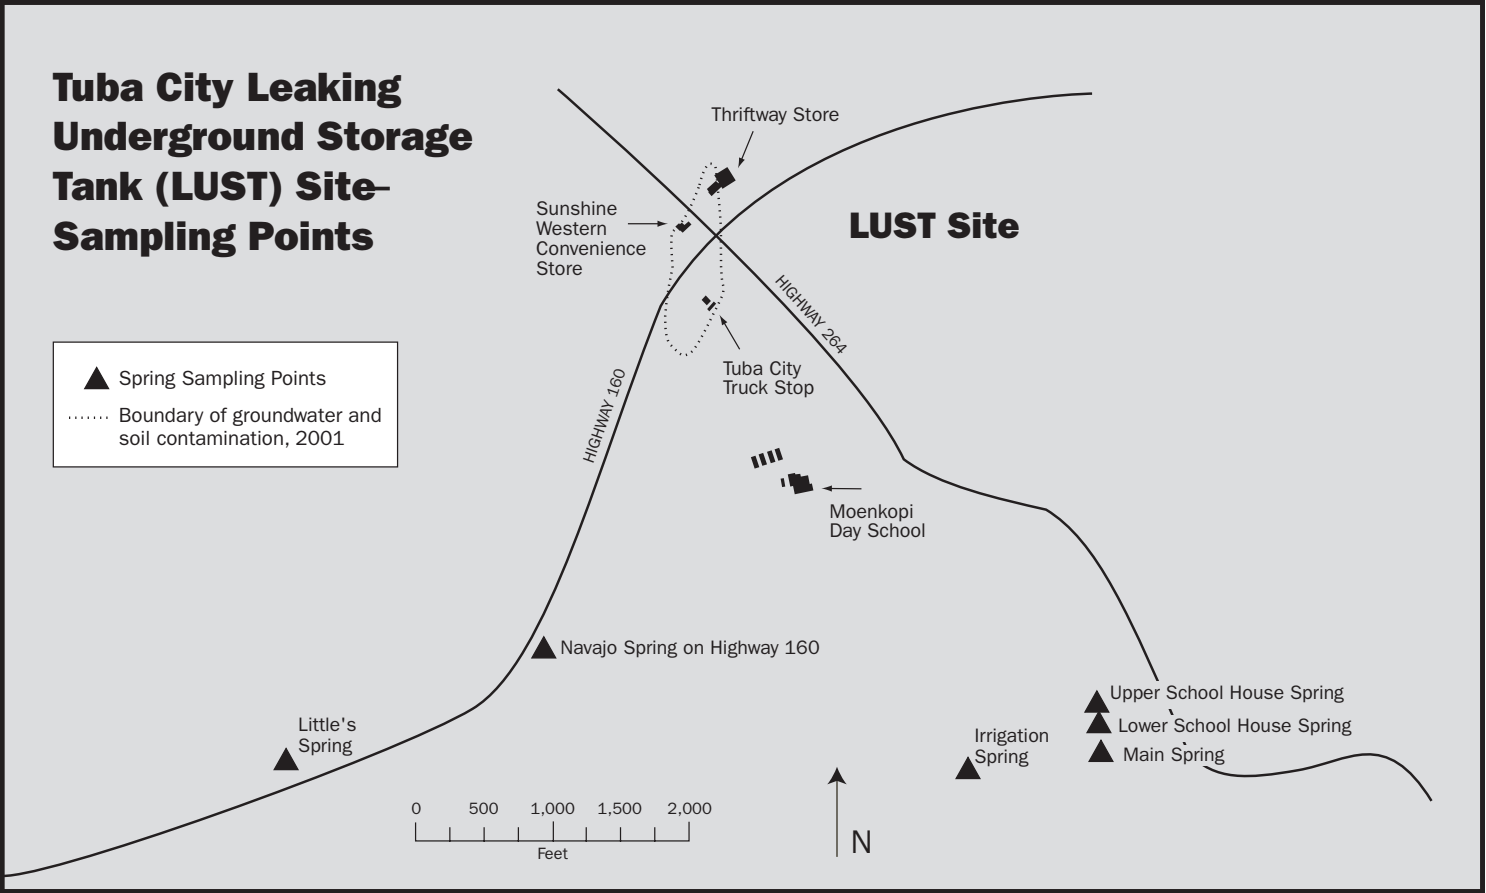 Tuba City Leaking
Underground Storage
Tank (LUST) Site–
Sampling Points
Thriftway Store
Sunshine
Western
Convenience
Store
LUST Site
HIGHWAY 264
Tuba City
Truck Stop
HIGHWAY 160
Spring Sampling Points
Boundary of groundwater and
soil contamination, 2001
Moenkopi
Day School
Navajo Spring on Highway 160
Little's
Spring
Upper School House Spring
Lower School House Spring
Main Spring
Irrigation
Spring
0 500 1,000 1,500 2,000
Feet
N